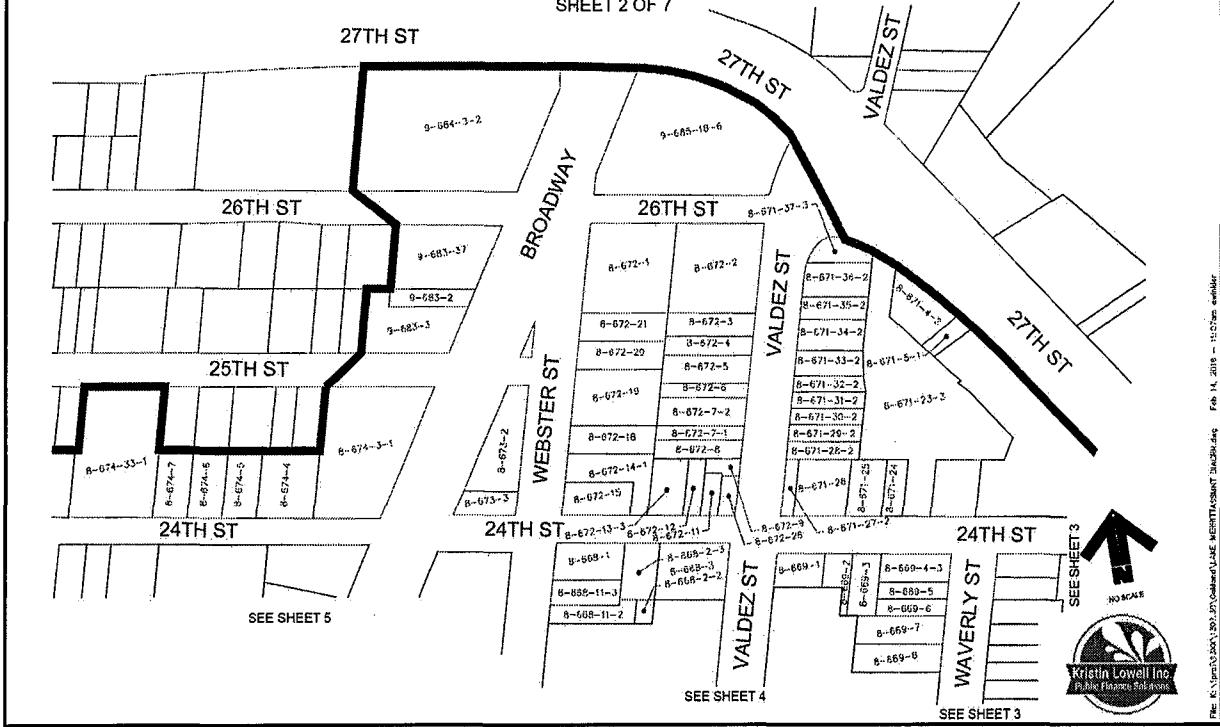 SHEET 2 OF 7
27TH ST
27TH ST
VALDEZ ST
VALDEZ ST
9-664-3-2
9-685-18-6
BROADWAY
26TH ST
26TH ST
8-671-37-3
9-683-37
9-683-2
9-683-3
8-672-1
8-672-2
VALDEZ ST
8-671-36-2
8-671-35-2
8-671-34-2
8-671-33-2
8-671-32-2
8-671-31-2
8-671-30-2
8-671-29-2
8-671-28-2
8-671-4-2
8-671-5-1
8-671-23-3
27TH ST
8-672-21
8-672-20
8-672-19
8-672-18
8-672-14-1
8-672-15
8-672-3
8-672-4
8-672-5
8-672-6
8-672-7-2
8-672-7-1
8-672-8
25TH ST
WEBSTER ST
8-674-33-1
8-674-7
8-674-6
8-674-5
8-674-4
8-674-3-1
8-673-2
8-673-3
8-671-28
8-671-25
8-671-24
24TH ST
24TH ST
8-672-13-3
8-672-12
8-672-11
8-672-9
8-672-26
8-671-27-2
24TH ST
8-668-1
8-668-11-3
8-668-11-2
8-668-2-3
8-668-3
8-668-2-2
VALDEZ ST
8-669-1
8-669-2
8-669-3
8-669-4-3
8-669-5
8-669-6
8-669-7
8-669-8
WAVERLY ST
SEE SHEET 3
N
NO SCALE
SEE SHEET 5
SEE SHEET 4
SEE SHEET 3
Kristin Lowell Inc.
Public Finance Solutions